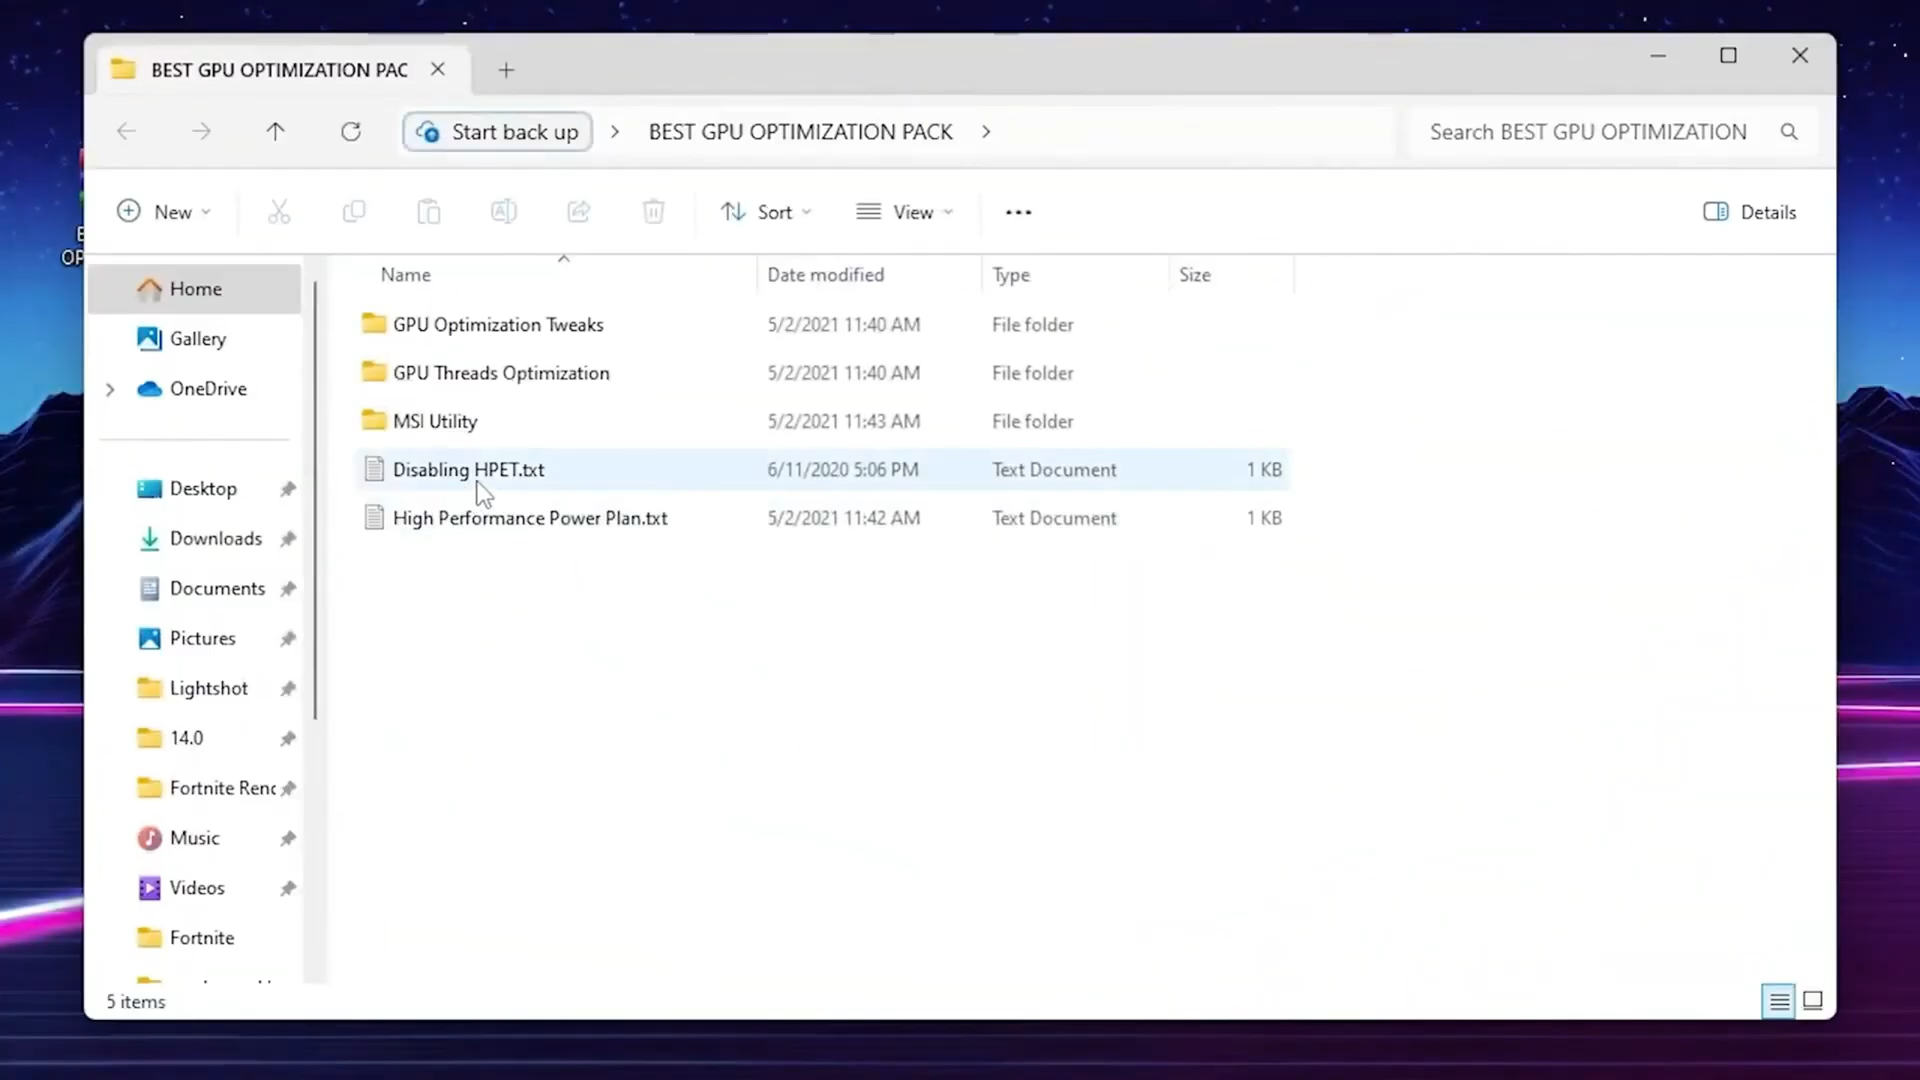 BEST GPU OPTIMIZATION PAC
Start back up
BEST GPU OPTIMIZATION PACK
Search BEST GPU OPTIMIZATION
New
Sort
View
Details
Name
Date modified
Type
Size
GPU Optimization Tweaks
5/2/2021 11:40 AM
File folder
GPU Threads Optimization
5/2/2021 11:40 AM
File folder
MSI Utility
5/2/2021 11:43 AM
File folder
Disabling HPET.txt
6/11/2020 5:06 PM
Text Document
1 KB
High Performance Power Plan.txt
5/2/2021 11:42 AM
Text Document
1 KB
Home
Gallery
OneDrive
Desktop
Downloads
Documents
Pictures
Lightshot
14.0
Fortnite Renc
Music
Videos
Fortnite
5 items
OP